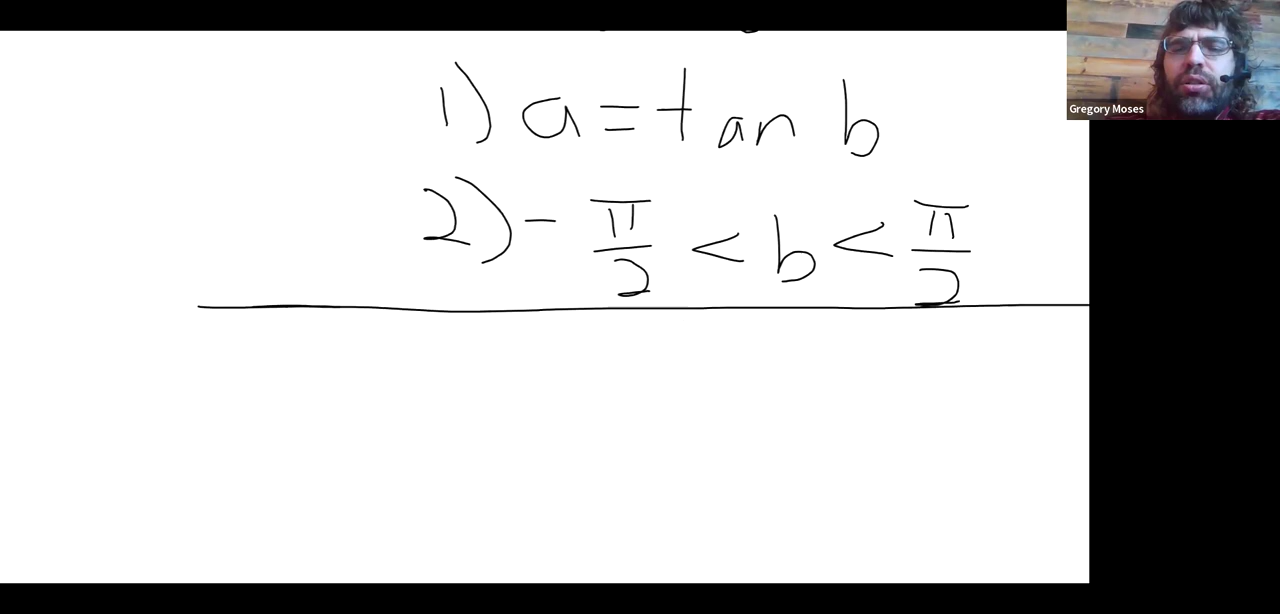 Gregory Moses
1) a = tan b
2) - π/2 < b < π/2